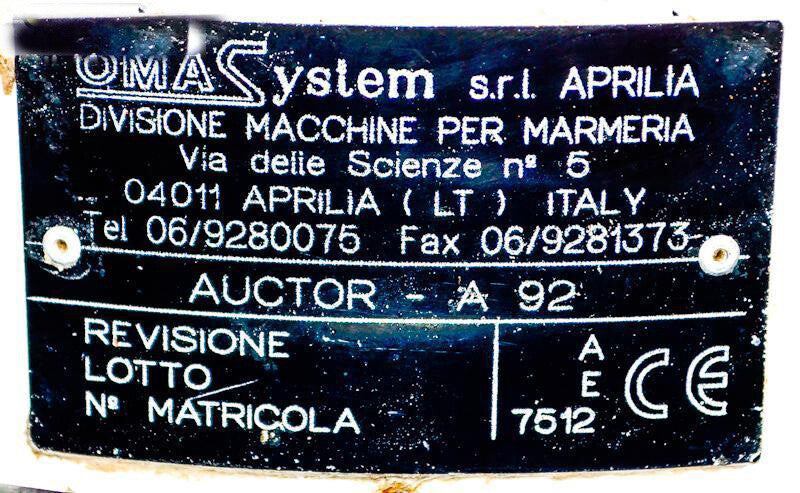 OMASystem s.r.l. APRILIA
DIVISIONE MACCHINE PER MARMERIA
Via delle Scienze nº 5
04011 APRILIA ( LT ) ITALY
Tel 06/9280075 Fax 06/9281373
AUCTOR - A 92
REVISIONE
LOTTO
Nº MATRICOLA
A
E
7512
CE